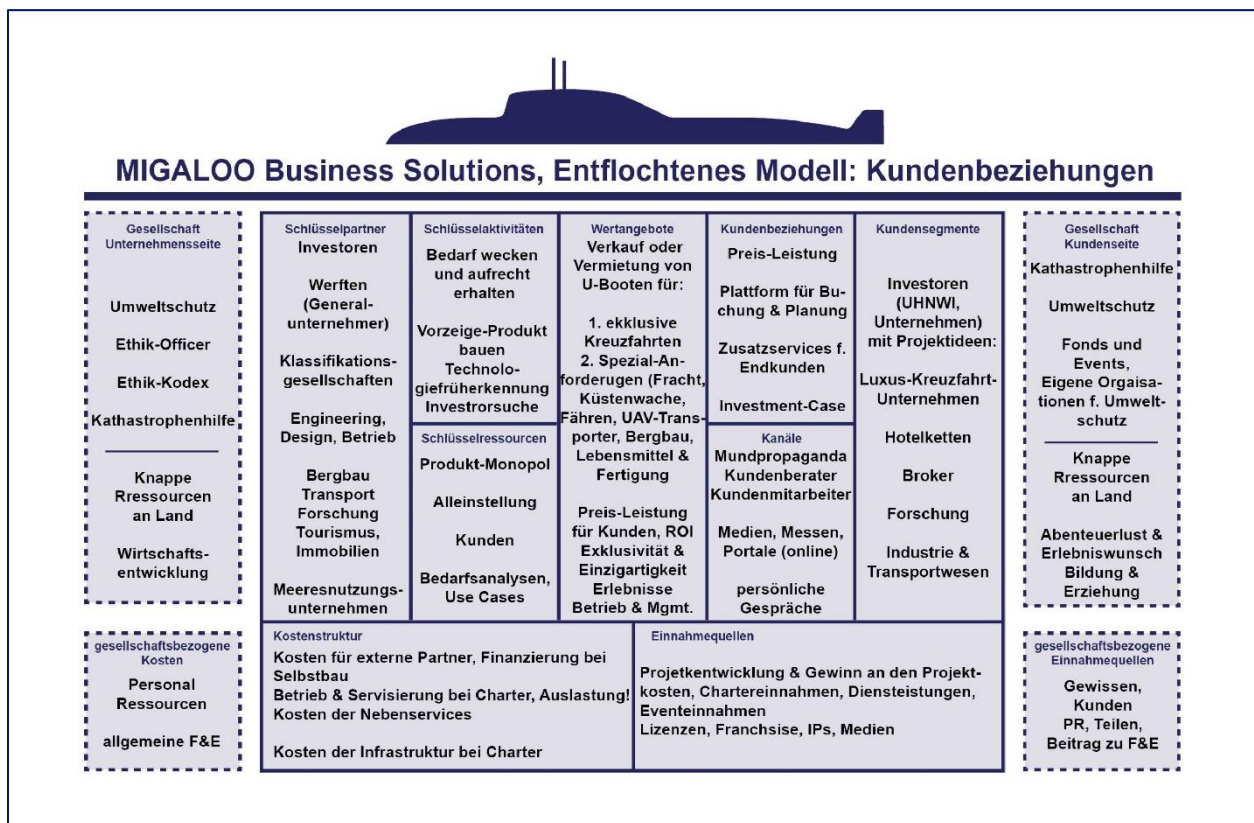 MIGALOO Business Solutions, Entflochtenes Modell: Kundenbeziehungen
Gesellschaft
Unternehmensseite
Umweltschutz
Ethik-Officer
Ethik-Kodex
Kathastrophenhilfe
Knappe
Rressourcen
an Land
Wirtschafts-
entwicklung
Schlüsselpartner
Investoren
Werften
(General-
unternehmer)
Klassifikations-
gesellschaften
Engineering,
Design, Betrieb
Bergbau
Transport
Forschung
Tourismus,
Immobilien
Meeresnutzungs-
unternehmen
Schlüsselaktivitäten
Bedarf wecken
und aufrecht
erhalten
Vorzeige-Produkt
bauen
Technolo-
giefrüherkennung
Investrorsuche
Schlüsselressourcen
Produkt-Monopol
Alleinstellung
Kunden
Bedarfsanalysen,
Use Cases
Wertangebote
Verkauf oder
Vermietung von
U-Booten für:
1. ekklusive
Kreuzfahrten
2. Spezial-An-
forderugen (Fracht,
Küstenwache,
Fähren, UAV-Trans-
porter, Bergbau,
Lebensmittel &
Fertigung
Preis-Leistung
für Kunden, ROI
Exklusivität &
Einzigartigkeit
Erlebnisse
Betrieb & Mgmt.
Kundenbeziehungen
Preis-Leistung
Plattform für Bu-
chung & Planung
Zusatzservices f.
Endkunden
Investment-Case
Kanäle
Mundpropaganda
Kundenberater
Kundenmitarbeiter
Medien, Messen,
Portale (online)
persönliche
Gespräche
Kundensegmente
Investoren
(UHNWI,
Unternehmen)
mit Projektideen:
Luxus-Kreuzfahrt-
Unternehmen
Hotelketten
Broker
Forschung
Industrie &
Transportwesen
Gesellschaft
Kundenseite
Kathastrophenhilfe
Umweltschutz
Fonds und
Events,
Eigene Orgaisa-
tionen f. Umwelt-
schutz
Knappe
Rressourcen
an Land
Abenteuerlust &
Erlebniswunsch
Bildung &
Erziehung
gesellschaftsbezogene
Kosten
Personal
Ressourcen
allgemeine F&E
Kostenstruktur
Kosten für externe Partner, Finanzierung bei
Selbstbau
Betrieb & Servisierung bei Charter, Auslastung!
Kosten der Nebenservices
Kosten der Infrastruktur bei Charter
Einnahmequellen
Projetkentwicklung & Gewinn an den Projekt-
kosten, Chartereinnahmen, Diensteistungen,
Eventeinnahmen
Lizenzen, Franchsise, IPs, Medien
gesellschaftsbezogene
Einnahmequellen
Gewissen,
Kunden
PR, Teilen,
Beitrag zu F&E